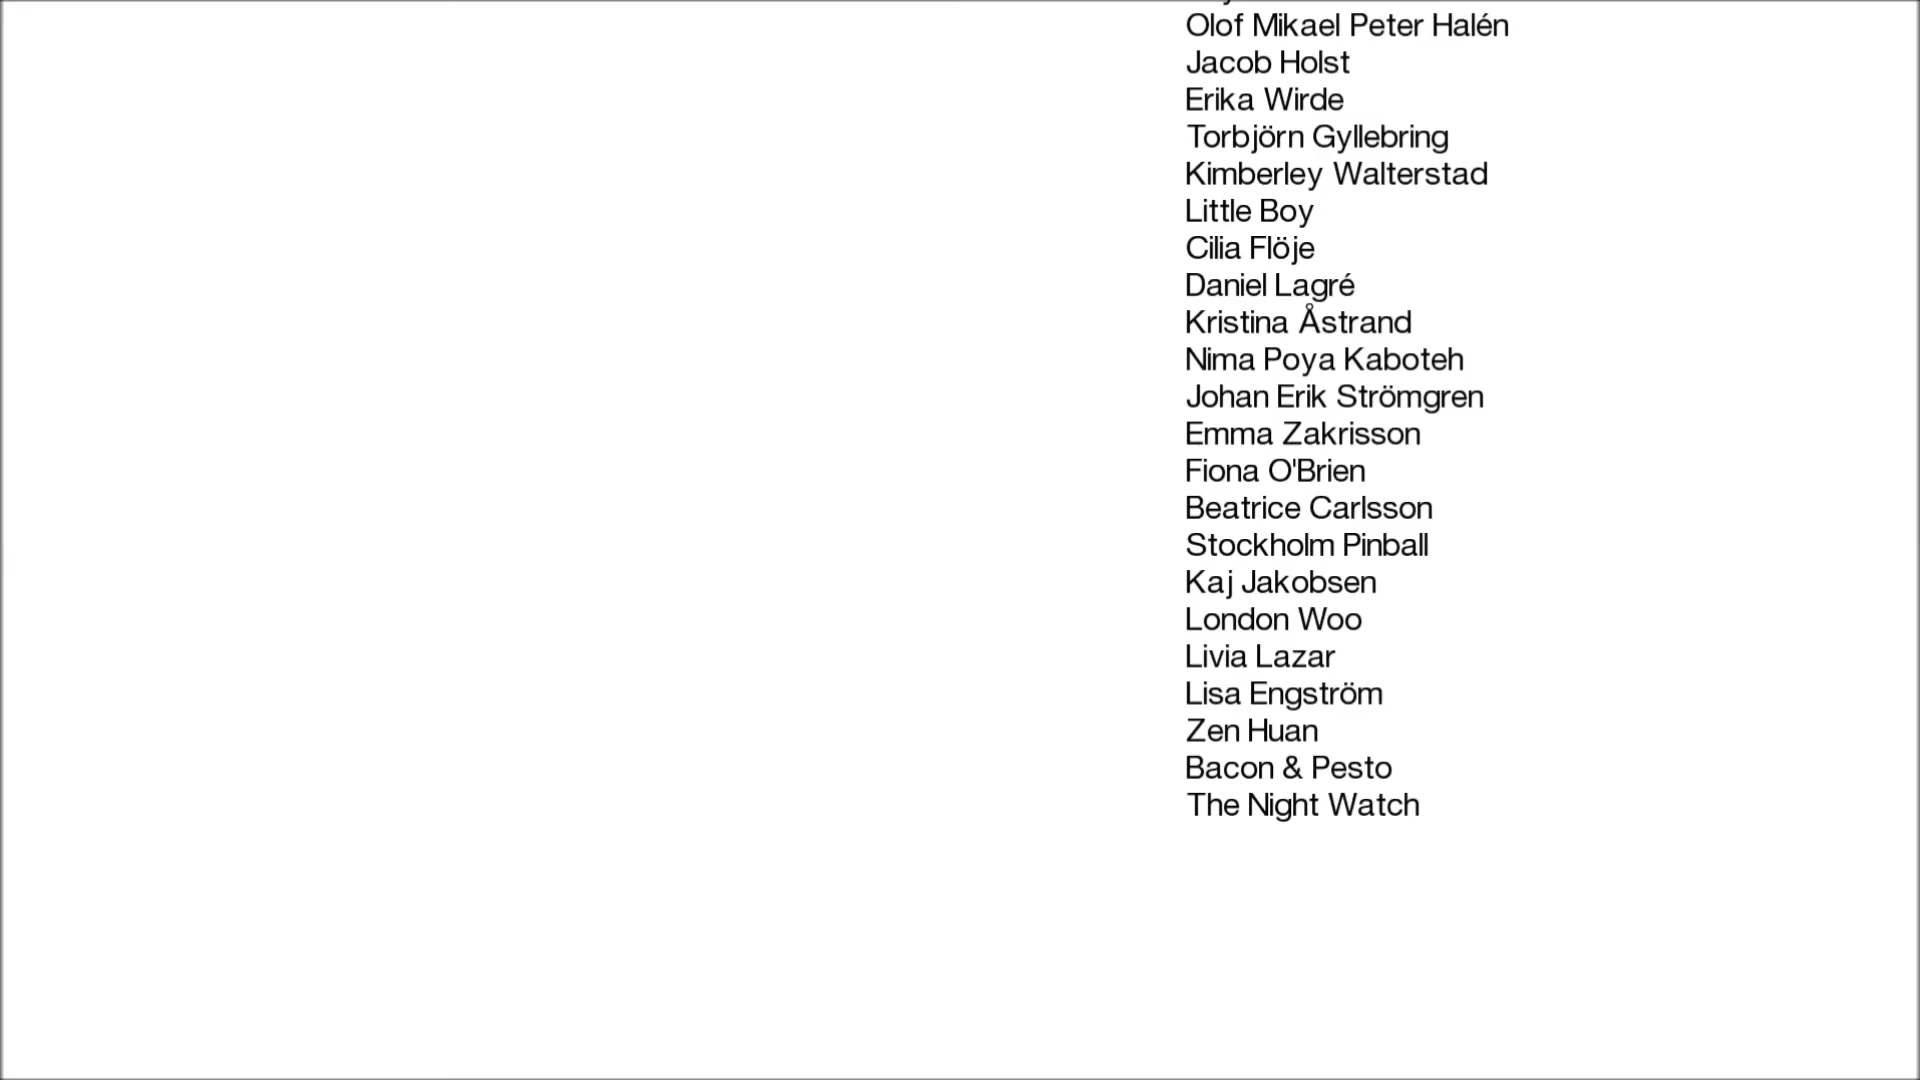 Olof Mikael Peter Halén
Jacob Holst
Erika Wirde
Torbjörn Gyllebring
Kimberley Walterstad
Little Boy
Cilia Flöje
Daniel Lagré
Kristina Åstrand
Nima Poya Kaboteh
Johan Erik Strömgren
Emma Zakrisson
Fiona O'Brien
Beatrice Carlsson
Stockholm Pinball
Kaj Jakobsen
London Woo
Livia Lazar
Lisa Engström
Zen Huan
Bacon & Pesto
The Night Watch